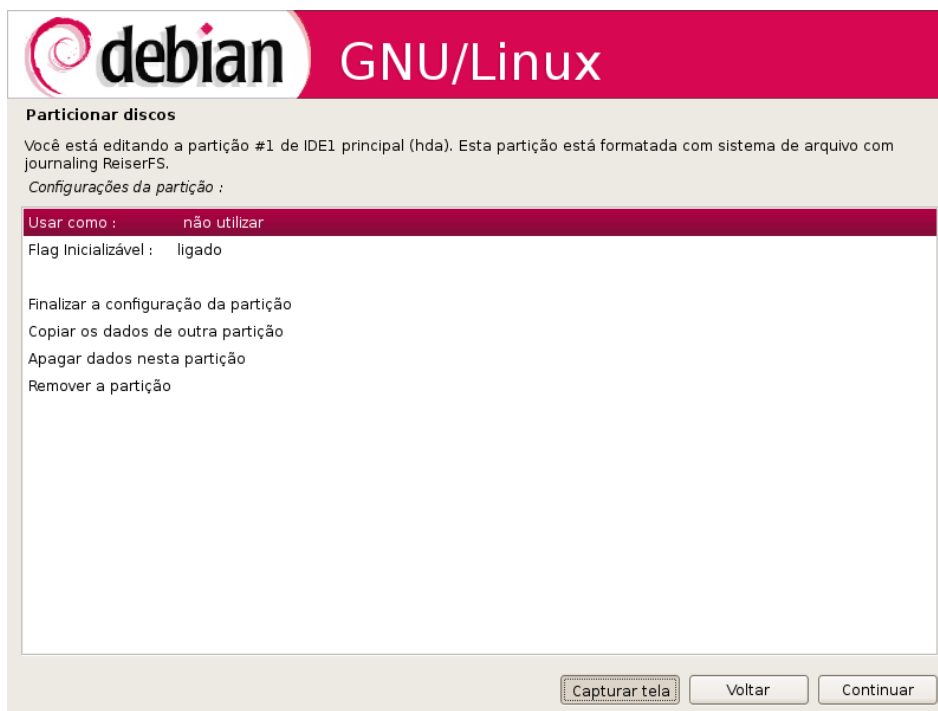 debian GNU/Linux
Particionar discos
Você está editando a partição #1 de IDE1 principal (hda). Esta partição está formatada com sistema de arquivo com
journaling ReiserFS.
Configurações da partição :
Usar como : não utilizar
Flag Inicializável : ligado
Finalizar a configuração da partição
Copiar os dados de outra partição
Apagar dados nesta partição
Remover a partição
Capturar tela Voltar Continuar